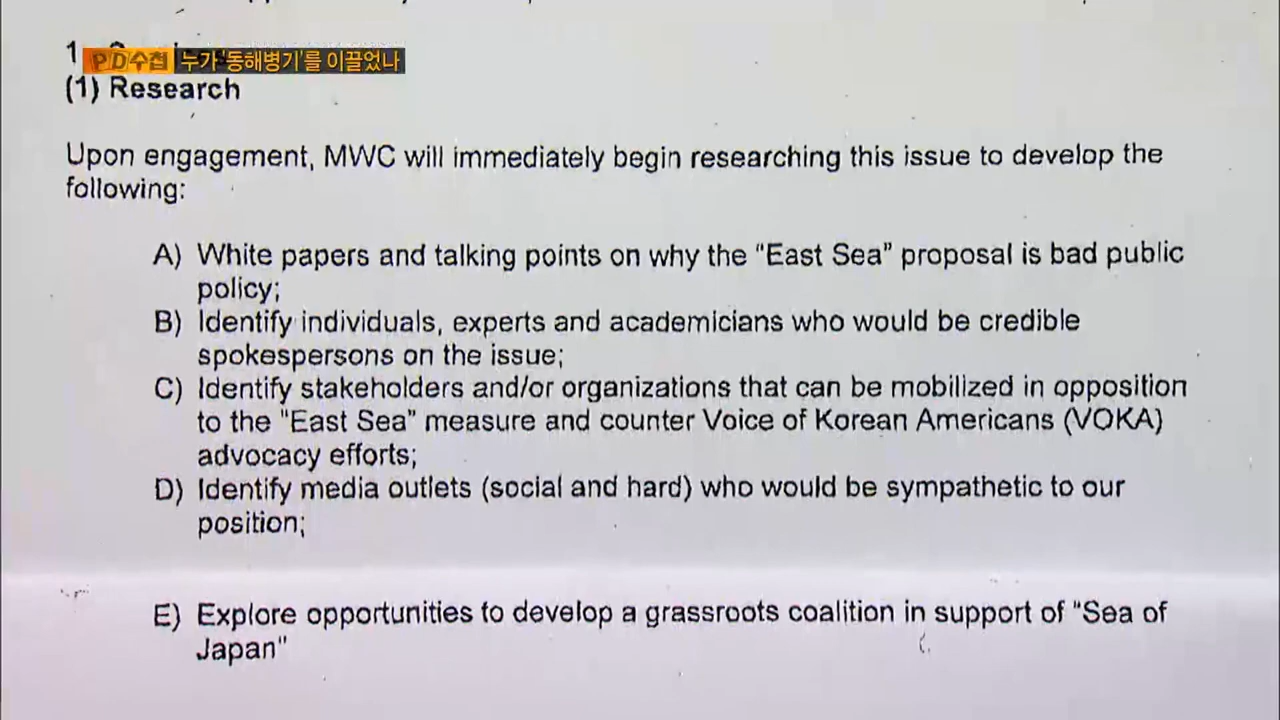 1
PD수첩 누가 '동해병기'를 이끌었나
(1) Research
Upon engagement, MWC will immediately begin researching this issue to develop the
following:
A) White papers and talking points on why the “East Sea” proposal is bad public
policy;
B) Identify individuals, experts and academicians who would be credible
spokespersons on the issue;
C) Identify stakeholders and/or organizations that can be mobilized in opposition
to the "East Sea" measure and counter Voice of Korean Americans (VOKA)
advocacy efforts;
D) Identify media outlets (social and hard) who would be sympathetic to our
position;
E) Explore opportunities to develop a grassroots coalition in support of “Sea of
Japan"